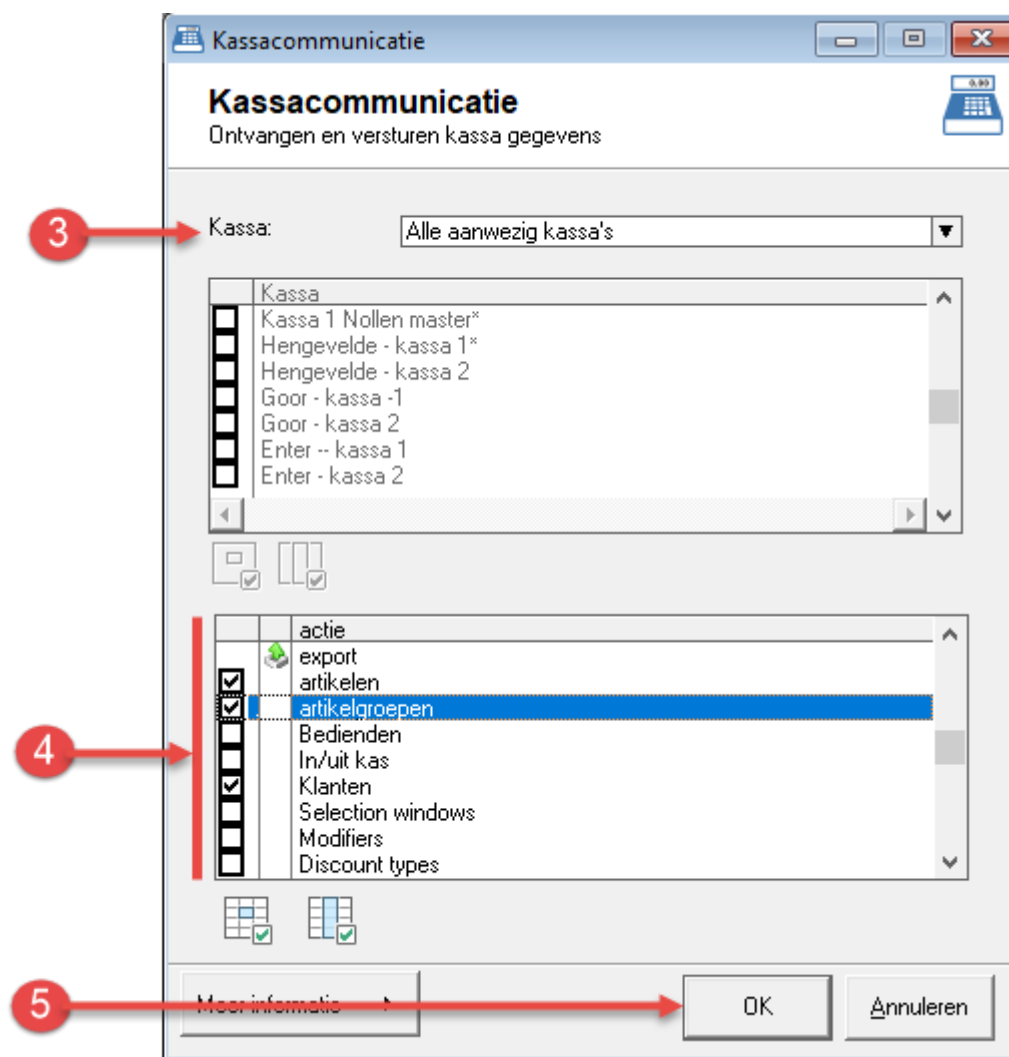 Kassacommunicatie
Kassacommunicatie
0,00
Ontvangen en versturen kassa gegevens
3
Kassa:
Alle aanwezig kassa's
Kassa
Kassa 1 Nollen master*
Hengevelde - kassa 1*
Hengevelde - kassa 2
Goor - kassa -1
Goor - kassa 2
Enter -- kassa 1
Enter - kassa 2
actie
export
artikelen
artikelgroepen
Bedienden
4
In/uit kas
Klanten
Selection windows
Modifiers
Discount types
5
Meer informatie
OK
Annuleren